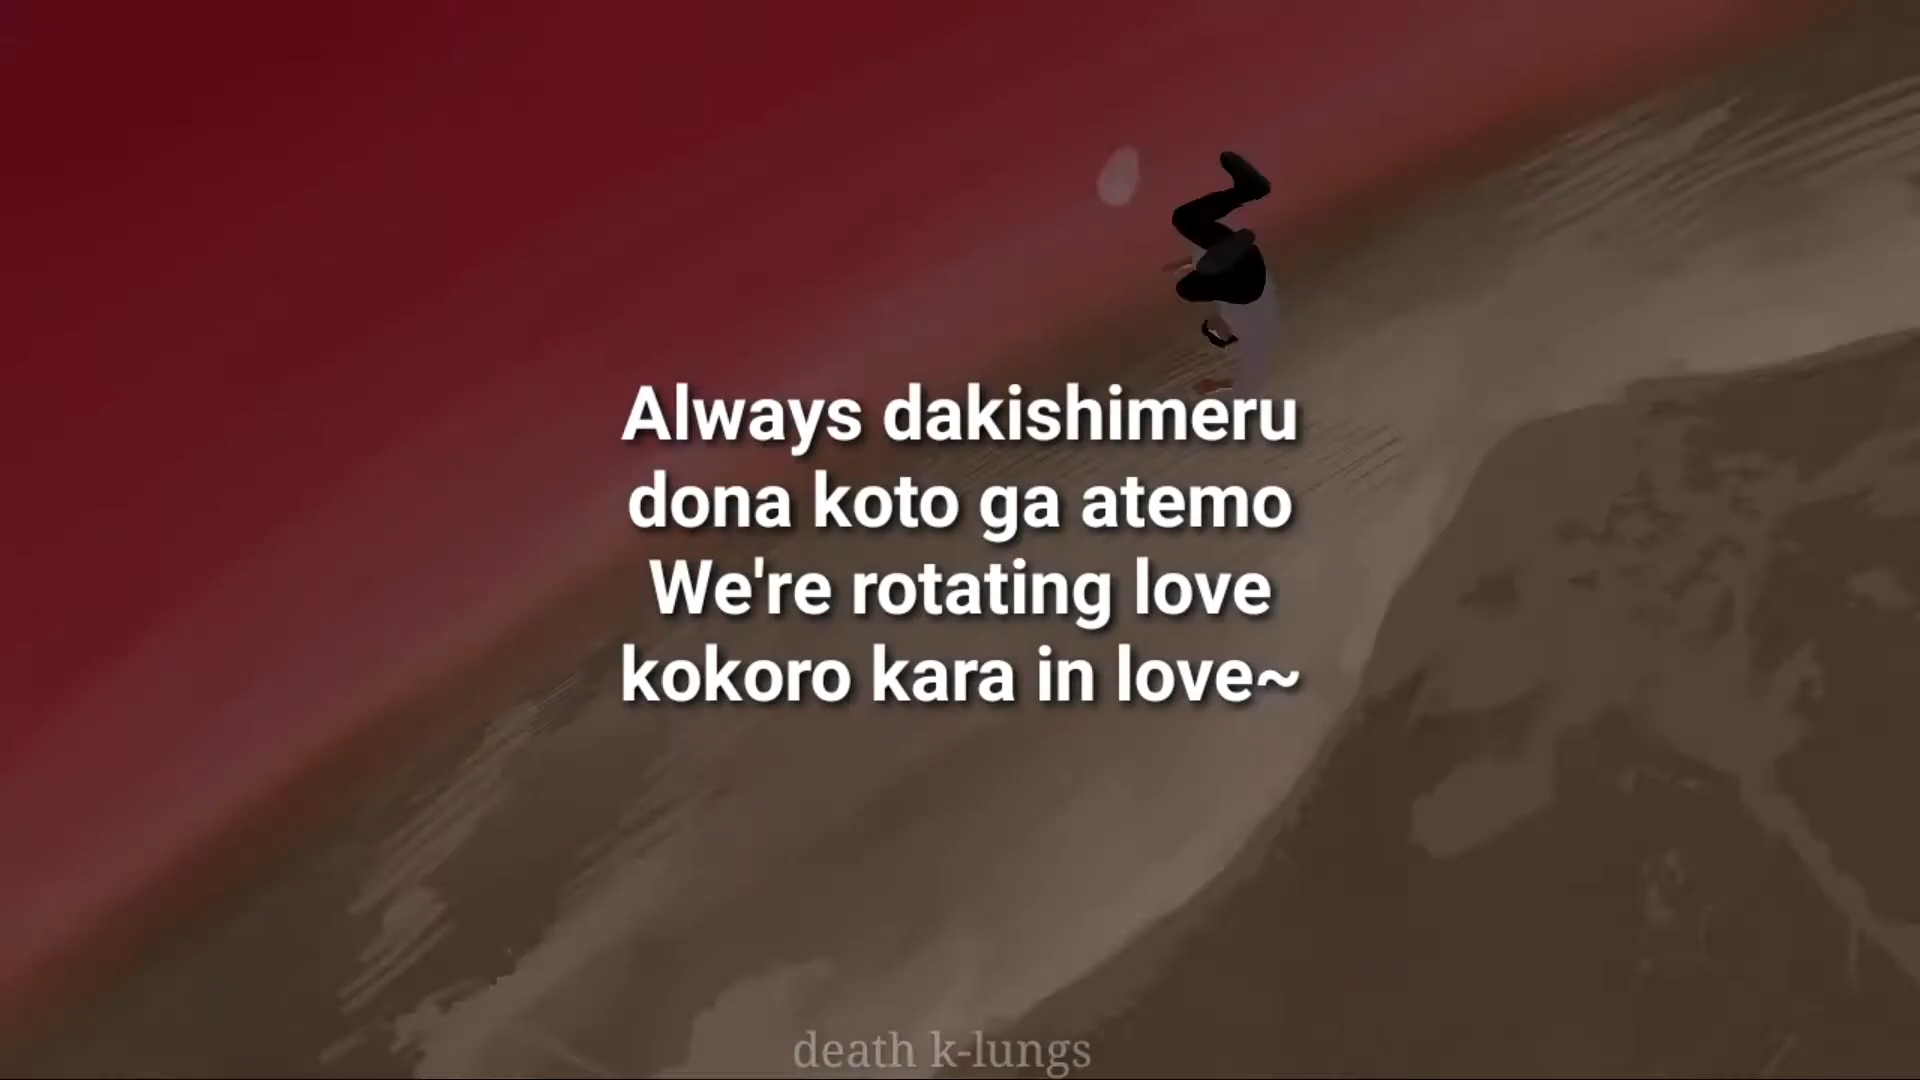 Always dakishimeru
dona koto ga atemo
We're rotating love
kokoro kara in love~
death k-lungs